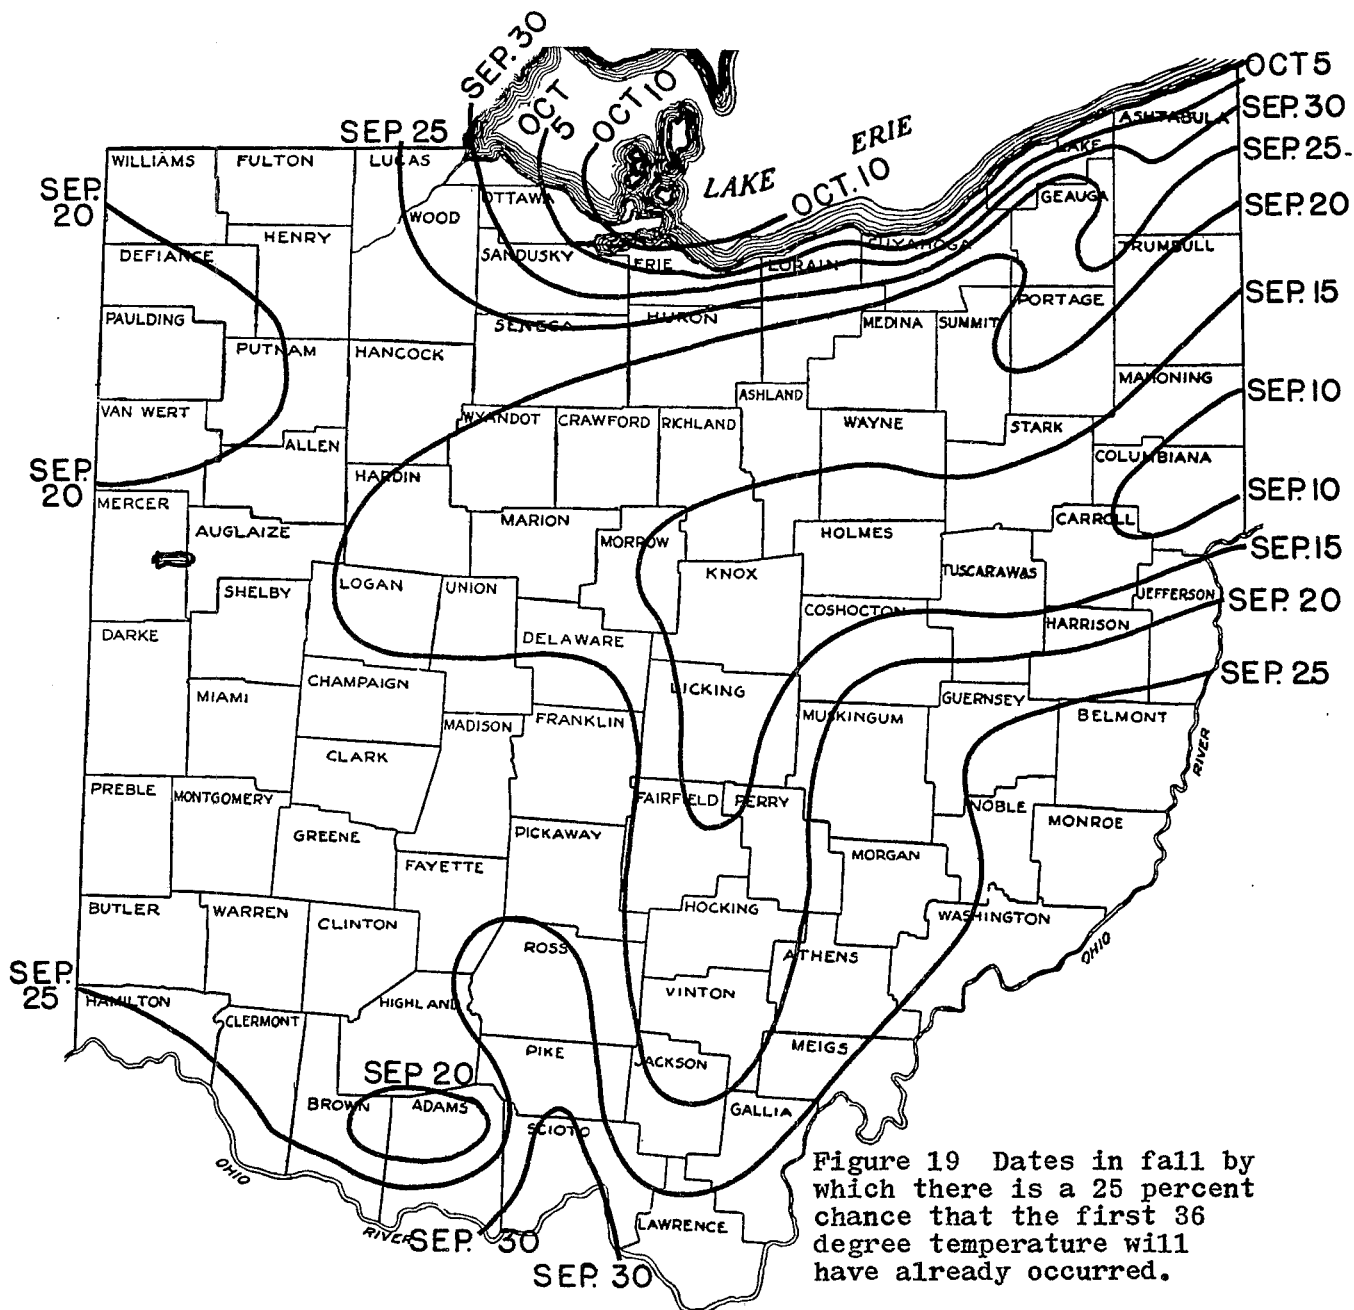 SEP. 30
OCT 5
OCT 10
SEP. 25
OCT 5
SEP. 30
SEP. 25.
SEP. 20
SEP. 15
SEP. 10
SEP. 10
SEP. 15
SEP. 20
SEP. 25
SEP. 20
SEP. 20
SEP. 25
LAKE ERIE
OCT. 10
WILLIAMS
FULTON
LUCAS
OTTAWA
WOOD
HENRY
DEFIANCE
SANDUSKY
ERIE
LORAIN
CUYAHOGA
LAKE
ASHTABULA
GEAUGA
TRUMBULL
PAULDING
PUTNAM
HANCOCK
SENECA
HURON
MEDINA
SUMMIT
PORTAGE
MAHONING
VAN WERT
ALLEN
HARDIN
WYANDOT
CRAWFORD
RICHLAND
ASHLAND
WAYNE
STARK
COLUMBIANA
MERCER
AUGLAIZE
MARION
MORROW
HOLMES
CARROLL
SHELBY
LOGAN
UNION
KNOX
TUSCARAWAS
JEFFERSON
DARKE
DELAWARE
COSHOCTON
HARRISON
MIAMI
CHAMPAIGN
LICKING
GUERNSEY
BELMONT
MADISON
FRANKLIN
MUSKINGUM
CLARK
PREBLE
MONTGOMERY
GREENE
FAIRFIELD
PERRY
NOBLE
MONROE
PICKAWAY
FAYETTE
MORGAN
BUTLER
WARREN
CLINTON
HOCKING
WASHINGTON
ROSS
ATHENS
HAMILTON
CLERMONT
HIGHLAND
VINTON
PIKE
JACKSON
MEIGS
SEP 20
BROWN
ADAMS
SCIOTO
GALLIA
LAWRENCE
OHIO
RIVER
OHIO
RIVER
SEP. 30
SEP. 30
Figure 19 Dates in fall by
which there is a 25 percent
chance that the first 36
degree temperature will
have already occurred.